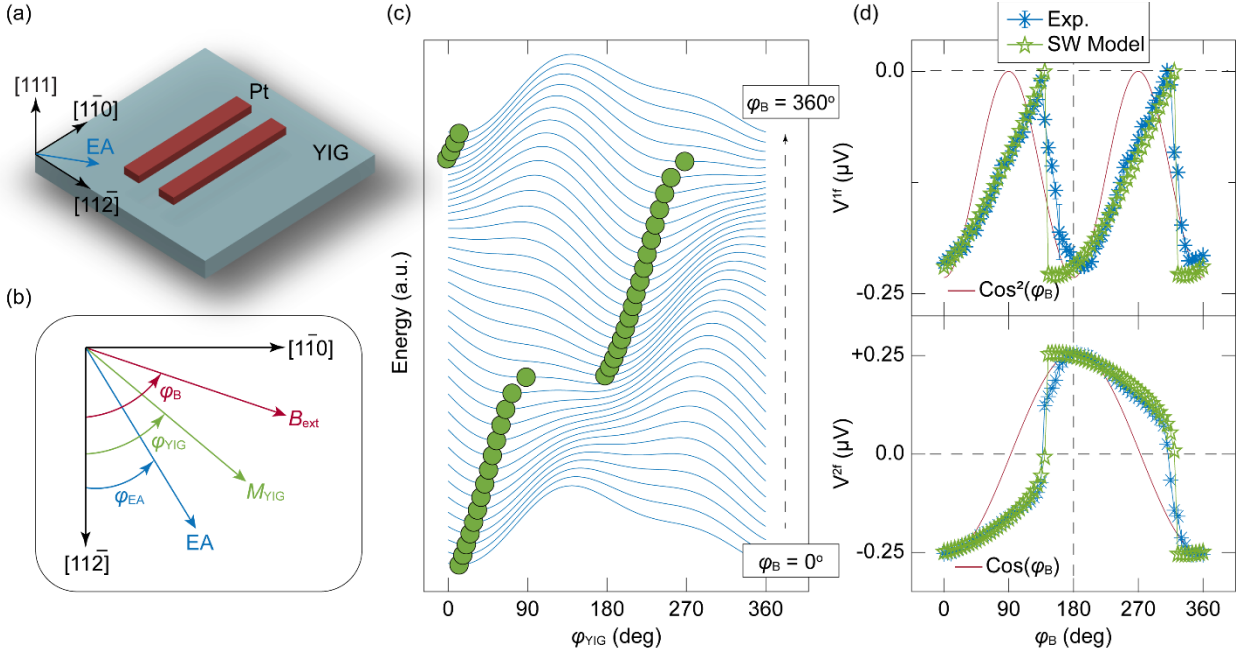 (a)
[111]
[11̅0]
EA
[112̅]
Pt
YIG
(b)
[11̅0]
φB
Bext
φYIG
MYIG
φEA
EA
[112̅]
(c)
Energy (a.u.)
φB = 360°
φB = 0°
0 90 180 270 360
φYIG (deg)
(d)
Exp.
SW Model
0.0
-0.25
V1f (μV)
Cos²(φB)
+0.25
0.0
-0.25
V2f (μV)
Cos(φB)
0 90 180 270 360
φB (deg)